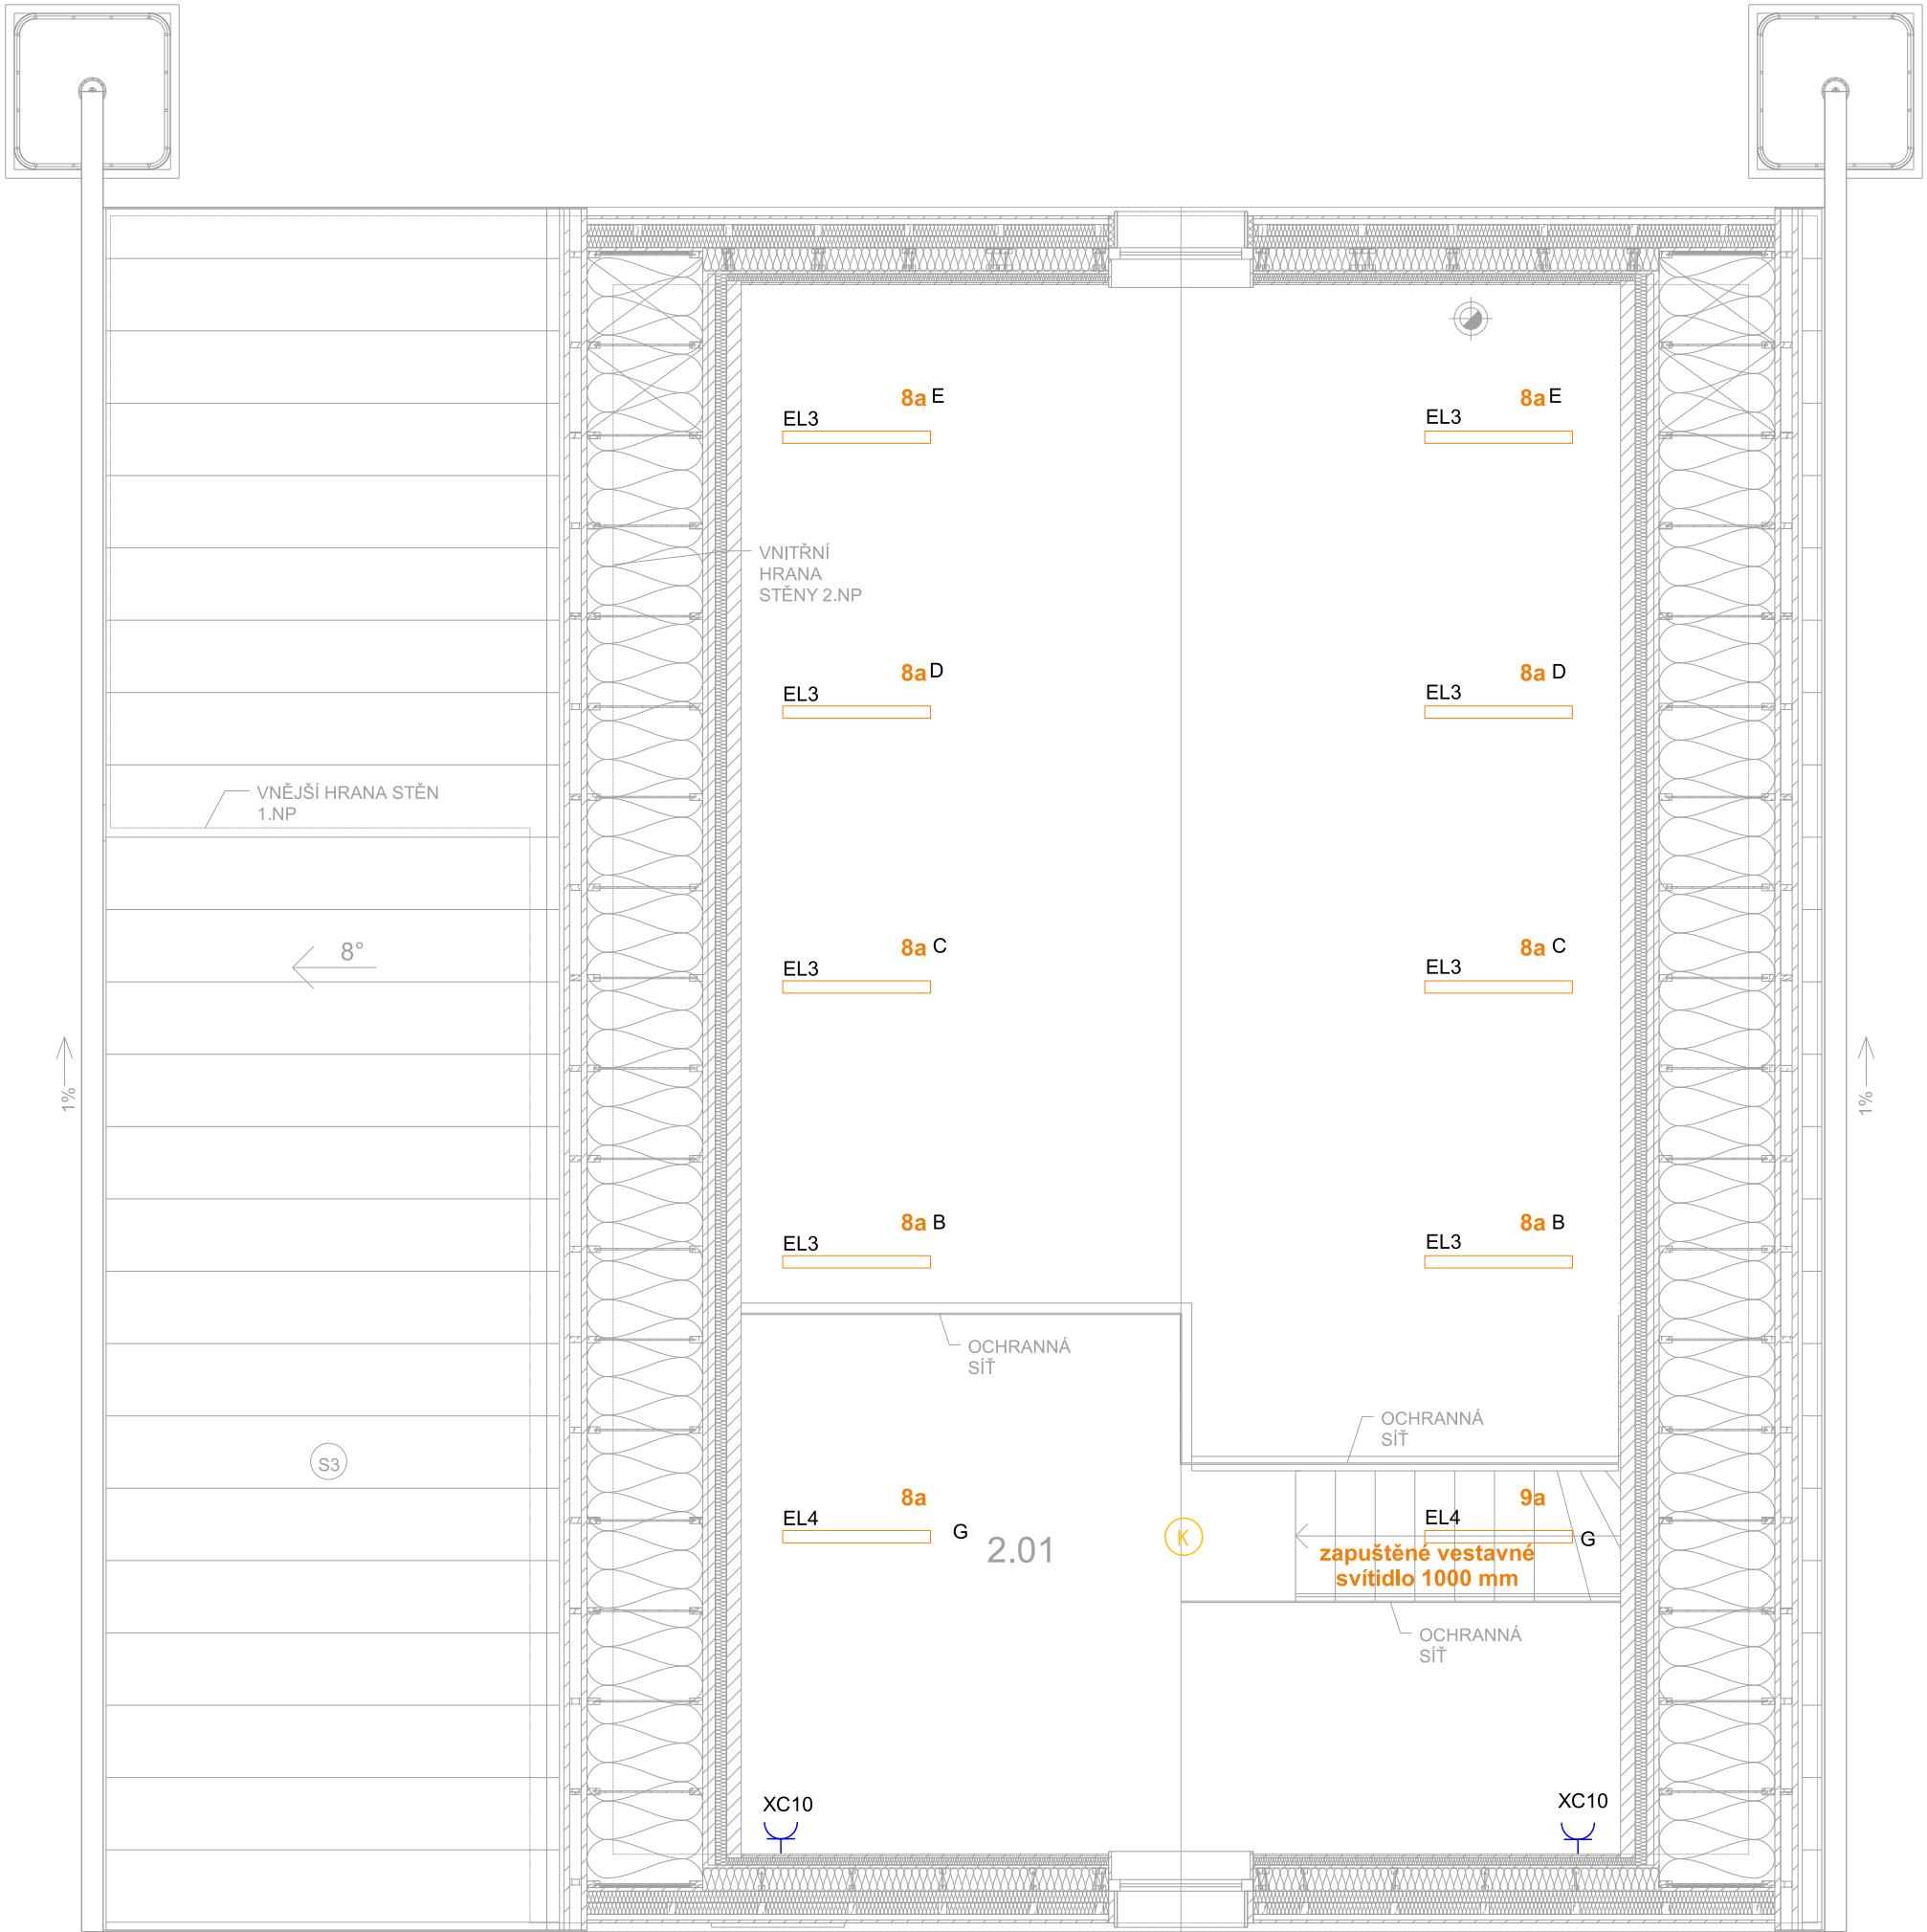 8a E
EL3
8a E
EL3
VNITŘNÍ
HRANA
STĚNY 2.NP
8a D
EL3
8a D
EL3
VNĚJŠÍ HRANA STĚN
1.NP
8a C
EL3
8a C
EL3
8°
1%
1%
8a B
EL3
8a B
EL3
OCHRANNÁ
SÍŤ
OCHRANNÁ
SÍŤ
S3
8a
EL4
G
2.01
K
9a
EL4
G
zapuštěné vestavné
svítidlo 1000 mm
OCHRANNÁ
SÍŤ
XC10
XC10